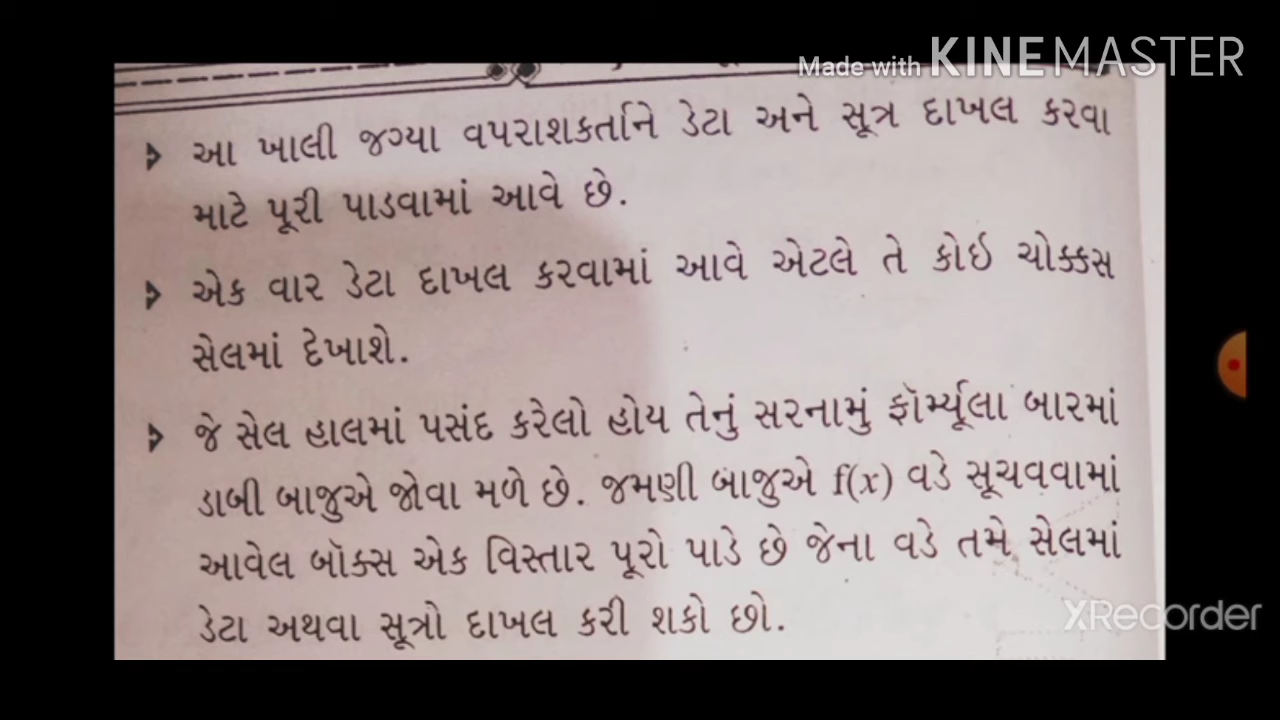 Made with KINEMASTER
આ ખાલી જગ્યા વપરાશકર્તાને ડેટા અને સૂત્ર દાખલ કરવા
માટે પૂરી પાડવામાં આવે છે.
એક વાર ડેટા દાખલ કરવામાં આવે એટલે તે કોઇ ચોક્કસ
સેલમાં દેખાશે.
જે સેલ હાલમાં પસંદ કરેલો હોય તેનું સરનામું ફૉર્મ્યૂલા બારમાં
ડાબી બાજુએ જોવા મળે છે. જમણી બાજુએ f(x) વડે સૂચવવામાં
આવેલ બૉક્સ એક વિસ્તાર પૂરો પાડે છે જેના વડે તમે સેલમાં
ડેટા અથવા સૂત્રો દાખલ કરી શકો છો.
XRecorder